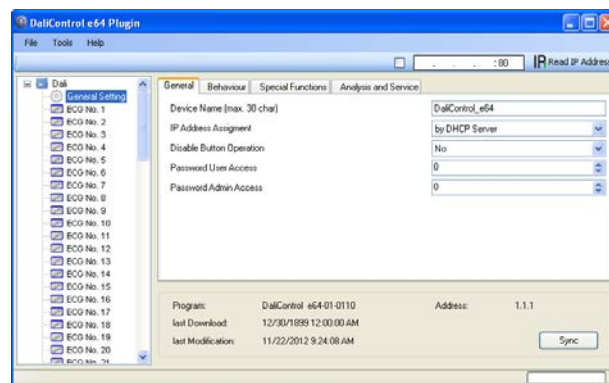 DaliControl e64 Plugin
File Tools Help
. . . :80 Read IP Address
Dali
General Setting
ECG No. 1
ECG No. 2
ECG No. 3
ECG No. 4
ECG No. 5
ECG No. 6
ECG No. 7
ECG No. 8
ECG No. 9
ECG No. 10
ECG No. 11
ECG No. 12
ECG No. 13
ECG No. 14
ECG No. 15
ECG No. 16
ECG No. 17
ECG No. 18
ECG No. 19
ECG No. 20
ECG No. 21
General Behaviour Special Functions Analysis and Service
Device Name (max. 30 char) DaliControl_e64
IP Address Assigment by DHCP Server
Disable Button Operation No
Password User Access 0
Password Admin Access 0
Program: DaliControl e64-01-0110 Address: 1.1.1
last Download: 12/30/1899 12:00:00 AM
last Modification: 11/22/2012 9:24:08 AM
Sync